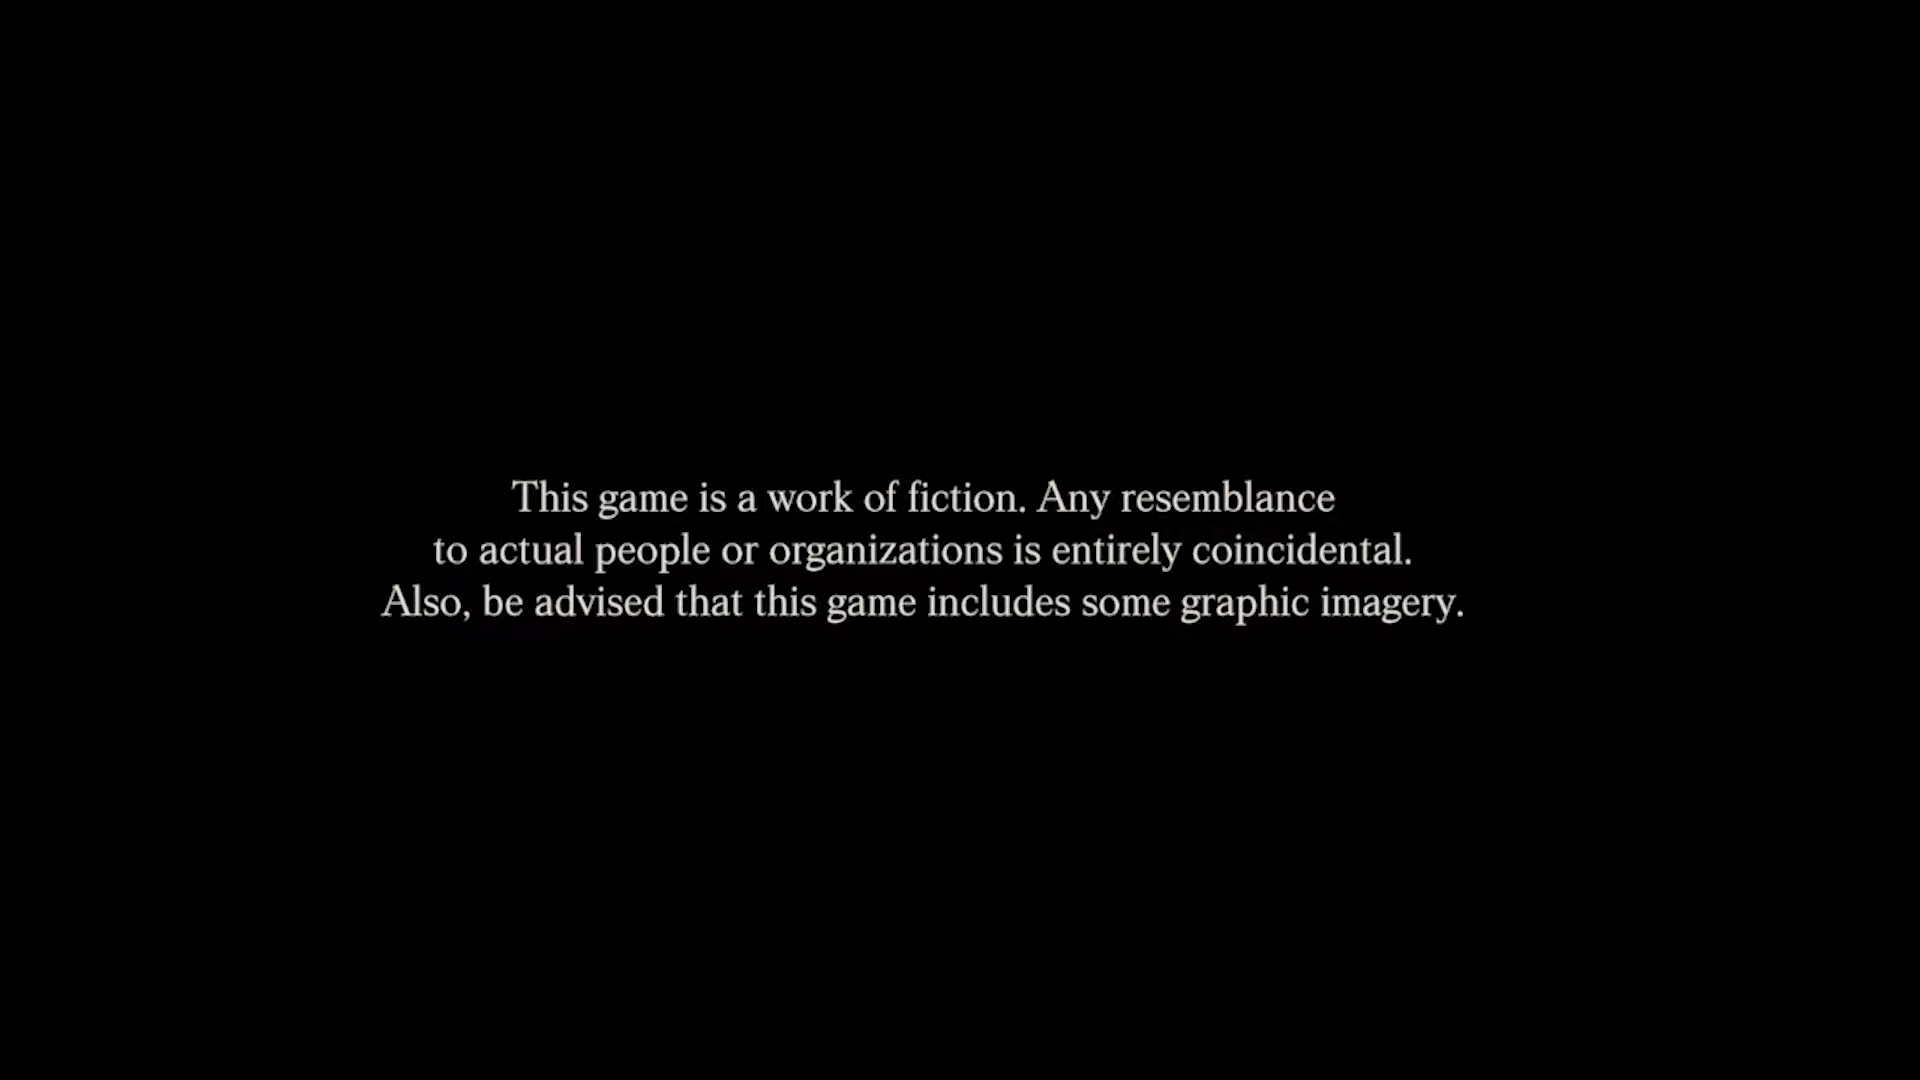 This game is a work of fiction. Any resemblance
to actual people or organizations is entirely coincidental.
Also, be advised that this game includes some graphic imagery.